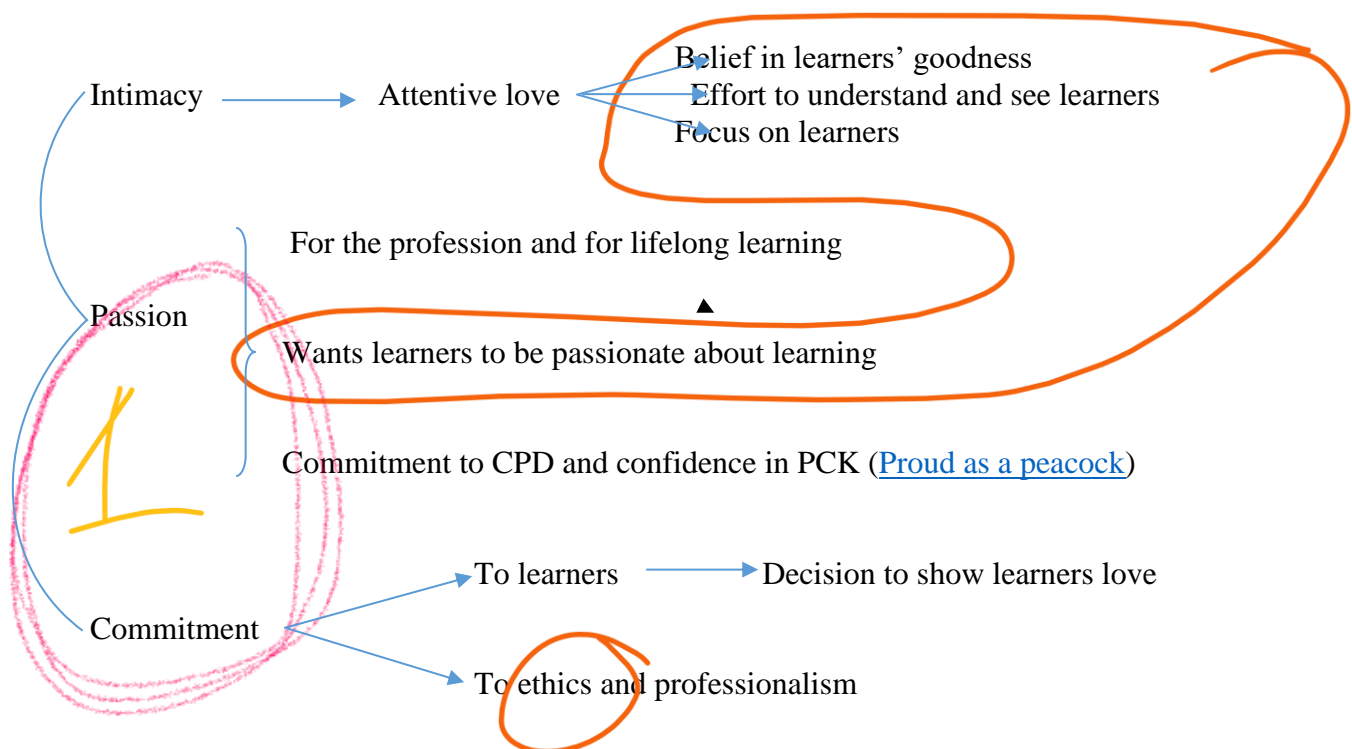 Belief in learners’ goodness
Intimacy Attentive love Effort to understand and see learners
Focus on learners
For the profession and for lifelong learning
Passion
Wants learners to be passionate about learning
1
Commitment to CPD and confidence in PCK (Proud as a peacock)
To learners Decision to show learners love
Commitment
To ethics and professionalism